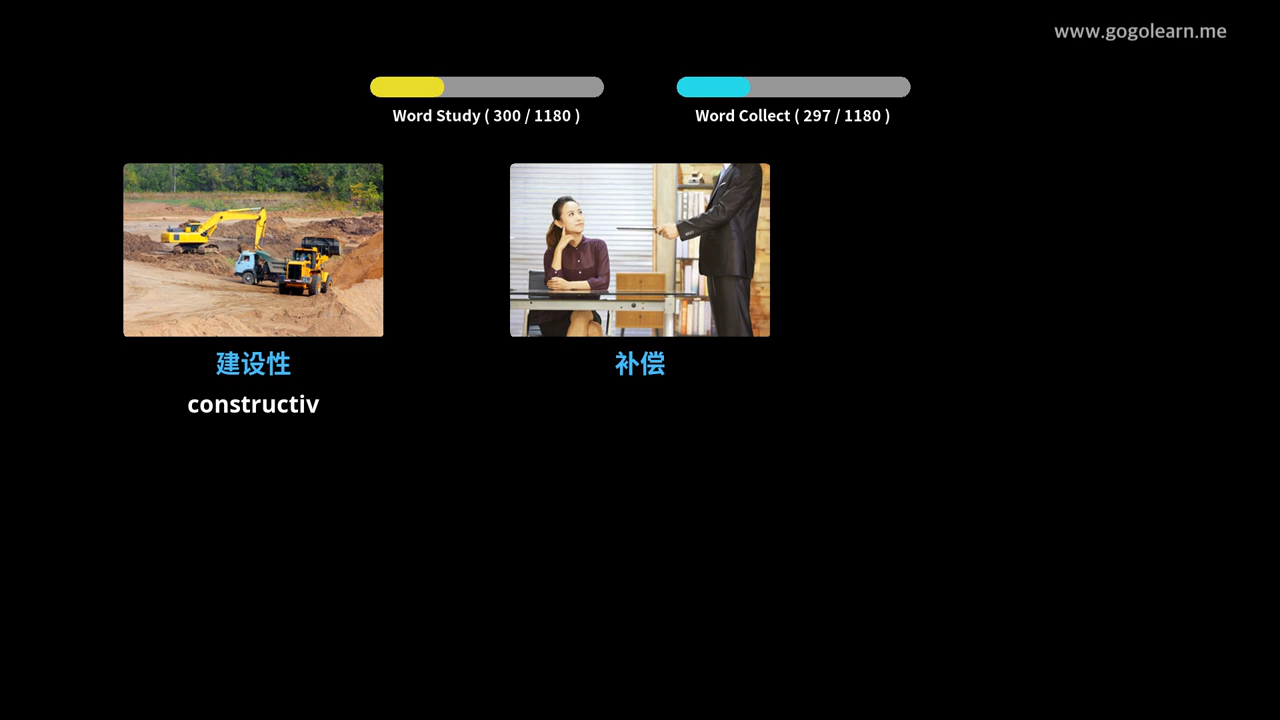 www.gogolearn.me
Word Study ( 300 / 1180 )
Word Collect ( 297 / 1180 )
建设性
补偿
constructiv